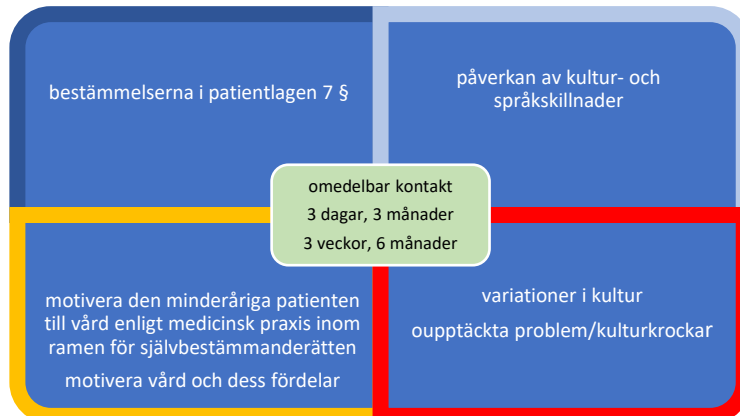 bestämmelserna i patientlagen 7 §
påverkan av kultur- och
språkskillnader
omedelbar kontakt
3 dagar, 3 månader
3 veckor, 6 månader
motivera den minderåriga patienten
till vård enligt medicinsk praxis inom
ramen för självbestämmanderätten
motivera vård och dess fördelar
variationer i kultur
oupptäckta problem/kulturkrockar